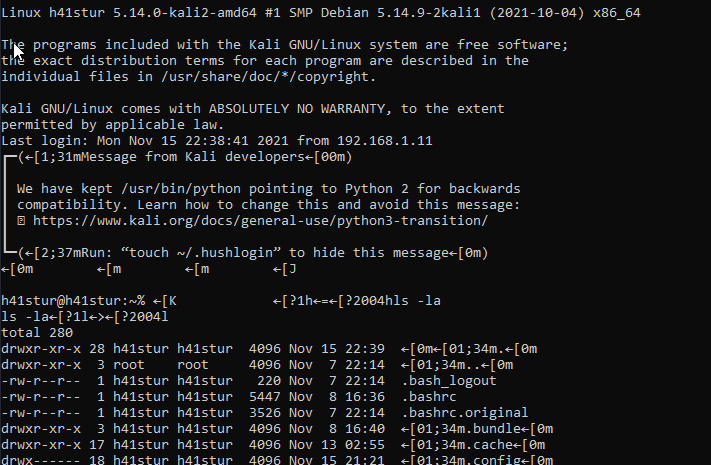 Linux h41stur 5.14.0-kali2-amd64 #1 SMP Debian 5.14.9-2kali1 (2021-10-04) x86_64
The programs included with the Kali GNU/Linux system are free software;
the exact distribution terms for each program are described in the
individual files in /usr/share/doc/*/copyright.
Kali GNU/Linux comes with ABSOLUTELY NO WARRANTY, to the extent
permitted by applicable law.
Last login: Mon Nov 15 22:38:41 2021 from 192.168.1.11
┏━(←[1;31mMessage from Kali developers←[00m)
┃
┃ We have kept /usr/bin/python pointing to Python 2 for backwards
┃ compatibility. Learn how to change this and avoid this message:
┃ ⍰ https://www.kali.org/docs/general-use/python3-transition/
┃
┗━(←[2;37mRun: “touch ~/.hushlogin” to hide this message←[0m)
←[0m        ←[m        ←[m        ←[J
h41stur@h41stur:~% ←[K            ←[?1h←=←[?2004hls -la
ls -la←[?1l←>←[?2004l
total 280
drwxr-xr-x 28 h41stur h41stur  4096 Nov 15 22:39  ←[0m←[01;34m.←[0m
drwxr-xr-x  3 root    root     4096 Nov  7 22:14  ←[01;34m..←[0m
-rw-r--r--  1 h41stur h41stur   220 Nov  7 22:14  .bash_logout
-rw-r--r--  1 h41stur h41stur  5447 Nov  8 16:36  .bashrc
-rw-r--r--  1 h41stur h41stur  3526 Nov  7 22:14  .bashrc.original
drwxr-xr-x  3 h41stur h41stur  4096 Nov  8 16:40  ←[01;34m.bundle←[0m
drwxr-xr-x 17 h41stur h41stur  4096 Nov 13 02:55  ←[01;34m.cache←[0m
drwx------ 18 h41stur h41stur  4096 Nov 15 21:21  ←[01;34m.config←[0m